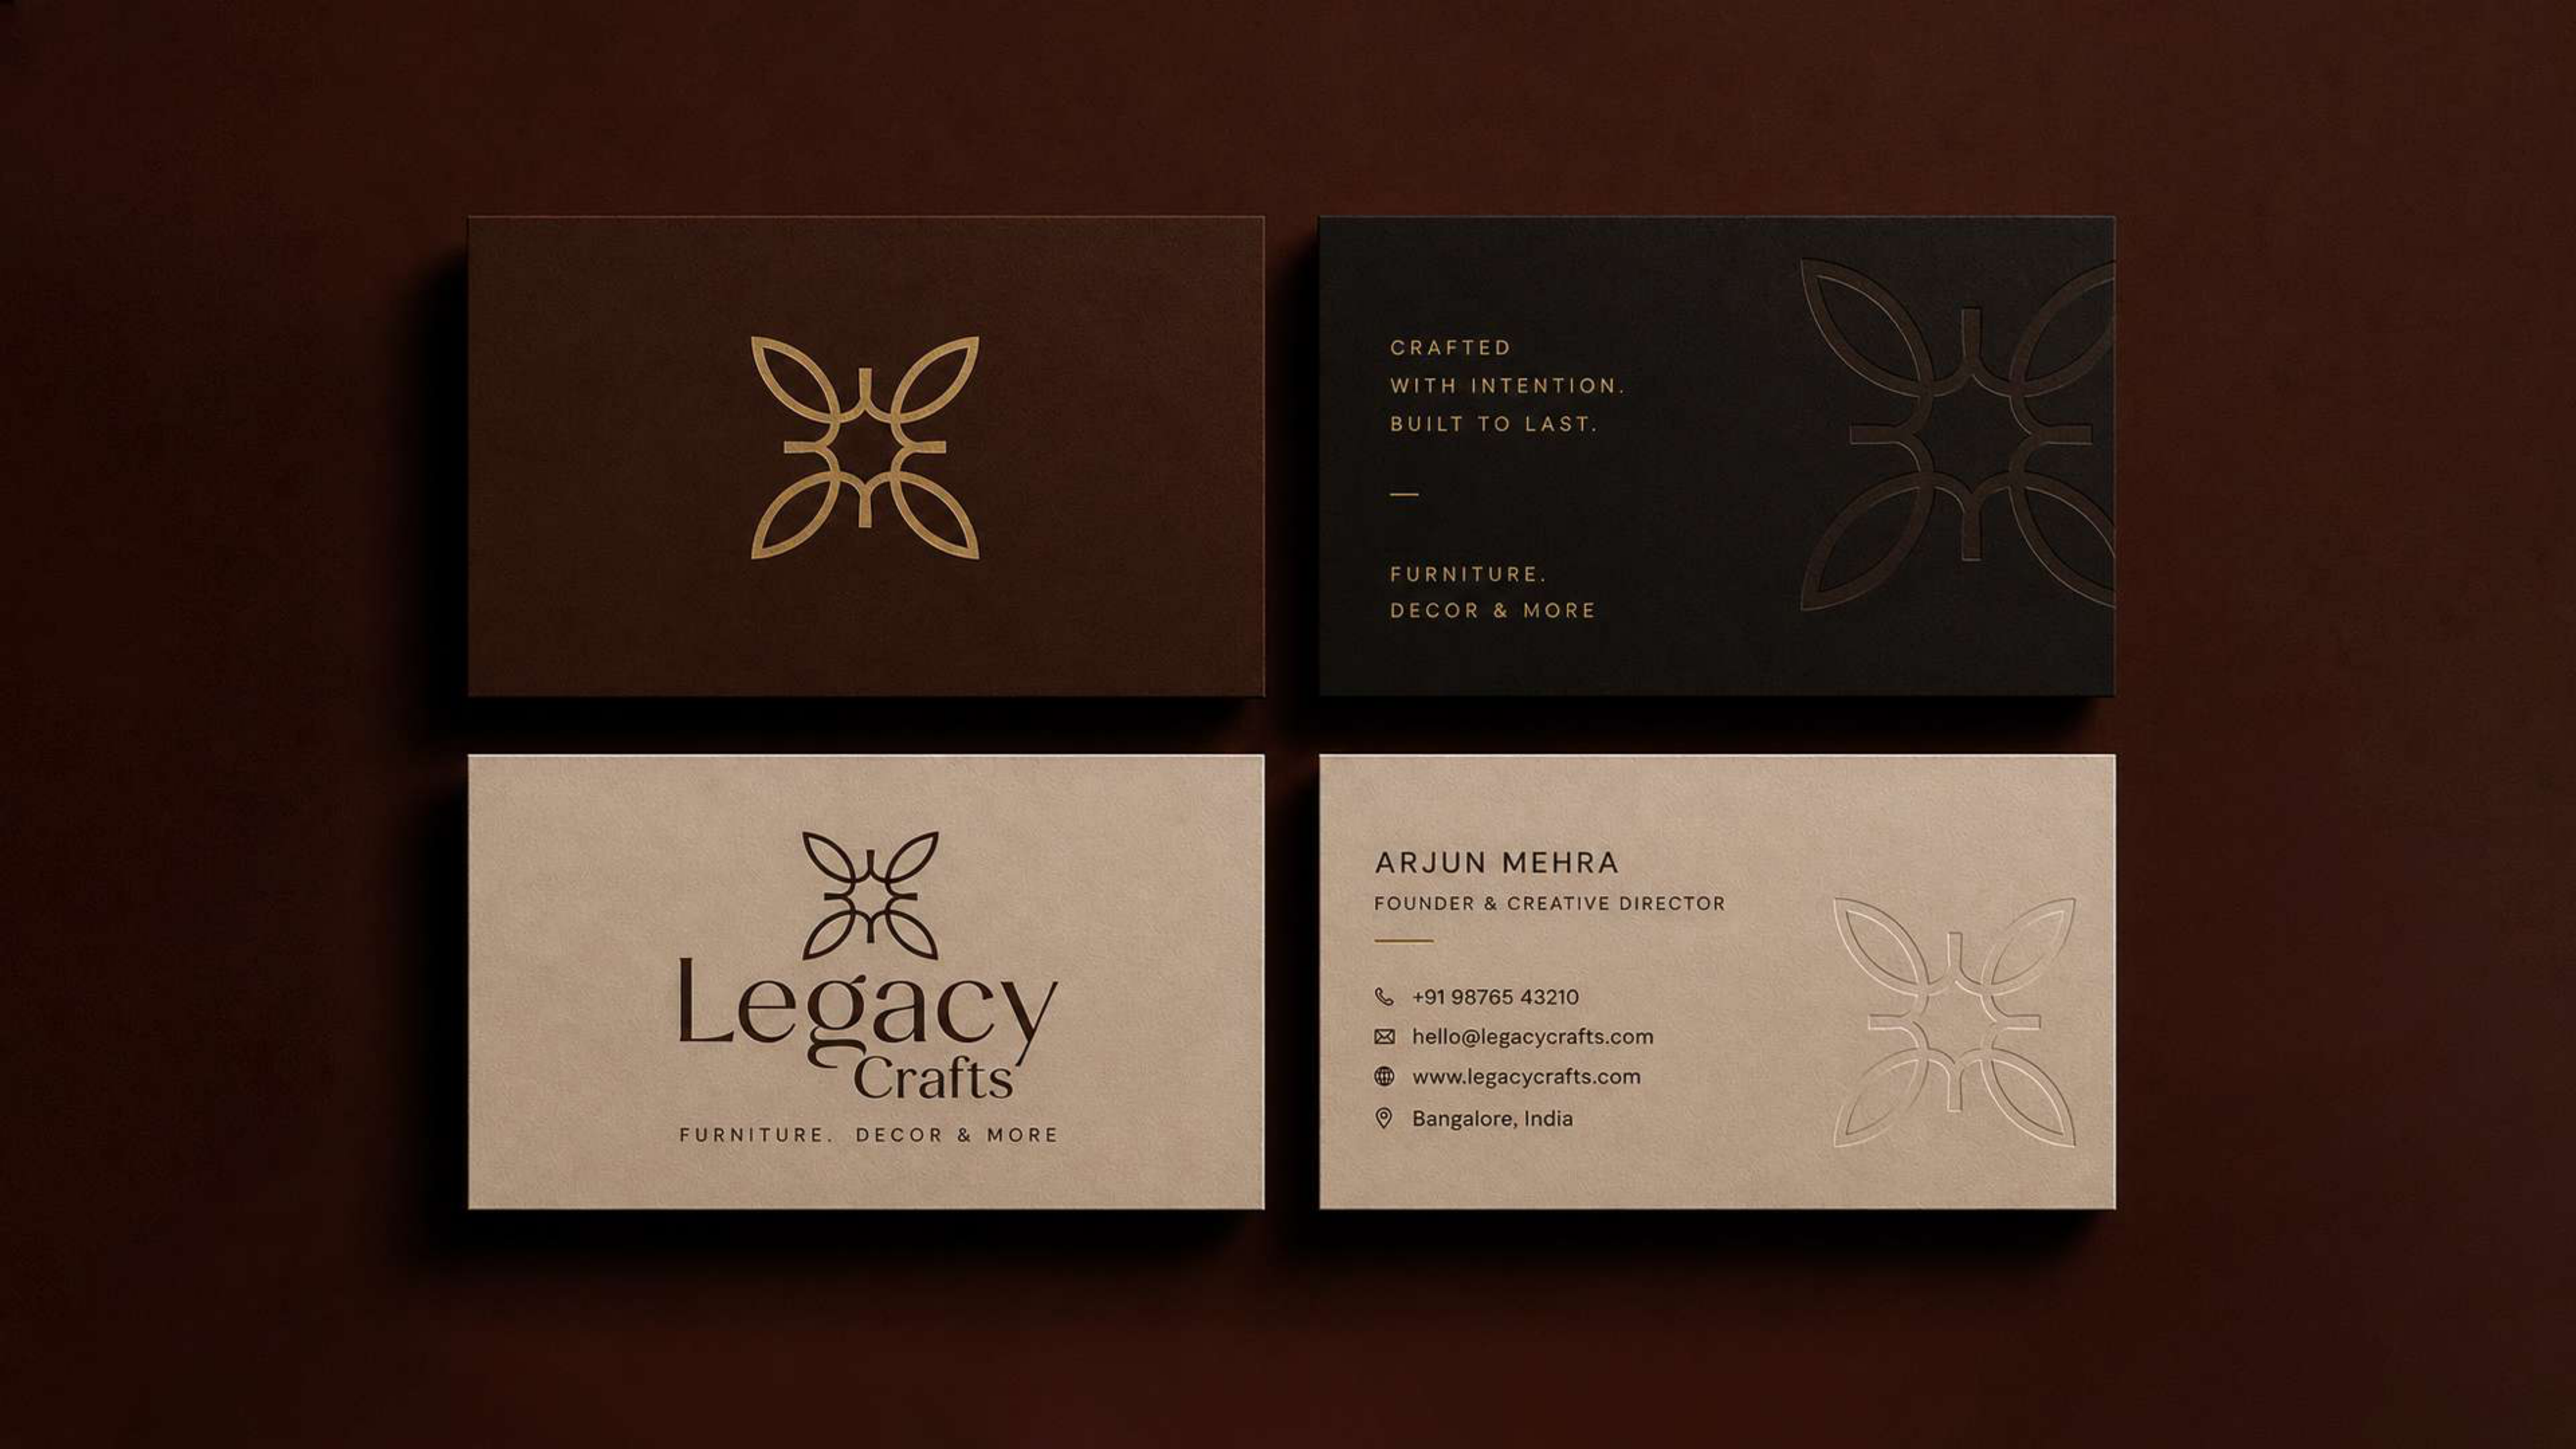 CRAFTED
WITH INTENTION.
BUILT TO LAST.
FURNITURE.
DECOR & MORE
Legacy
Crafts
FURNITURE. DECOR & MORE
ARJUN MEHRA
FOUNDER & CREATIVE DIRECTOR
+91 98765 43210
hello@legacycrafts.com
www.legacycrafts.com
Bangalore, India